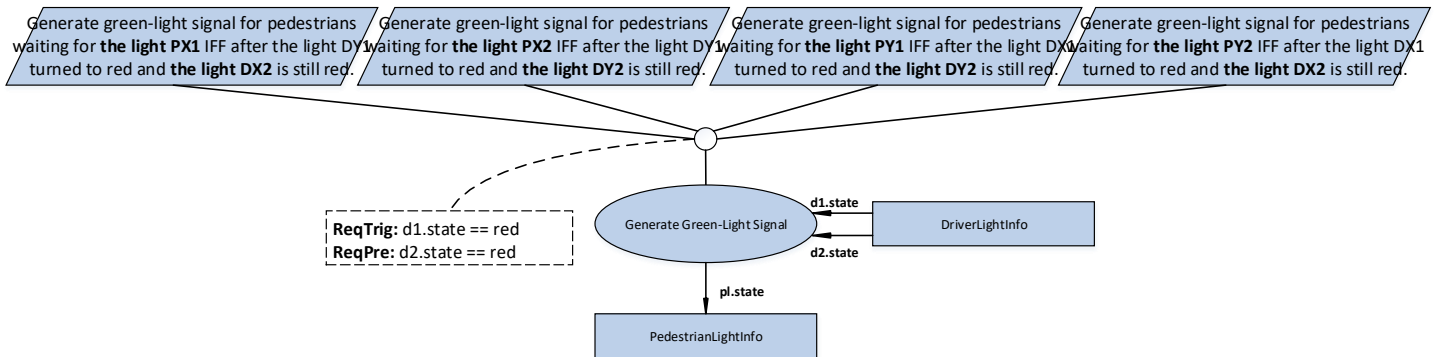 Generate green-light signal for pedestrians
waiting for the light PX1 IFF after the light DY1
turned to red and the light DX2 is still red.
Generate green-light signal for pedestrians
waiting for the light PX2 IFF after the light DY1
turned to red and the light DY2 is still red.
Generate green-light signal for pedestrians
waiting for the light PY1 IFF after the light DX1
turned to red and the light DY2 is still red.
Generate green-light signal for pedestrians
waiting for the light PY2 IFF after the light DX1
turned to red and the light DX2 is still red.
ReqTrig: d1.state == red
ReqPre: d2.state == red
Generate Green-Light Signal
d1.state
d2.state
DriverLightInfo
pl.state
PedestrianLightInfo